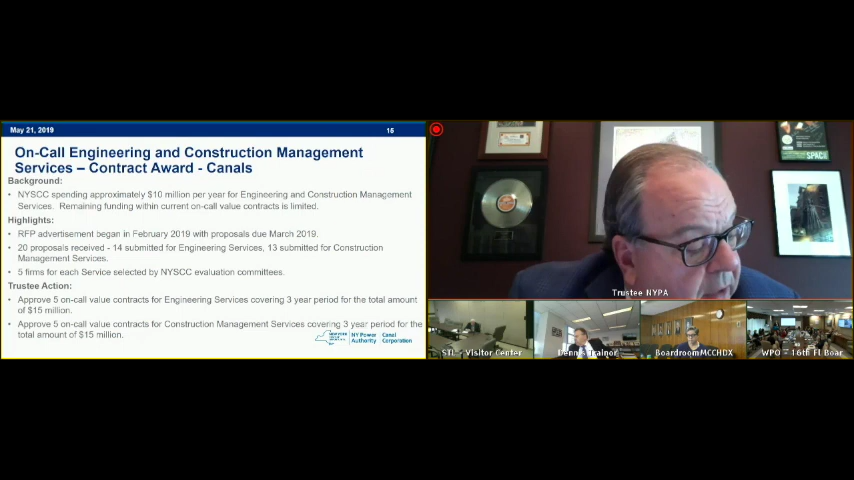 May 21, 2019
16
On-Call Engineering and Construction Management
Services – Contract Award - Canals
Background:
• NYSCC spending approximately $10 million per year for Engineering and Construction Management
Services. Remaining funding within current on-call value contracts is limited.
Highlights:
• RFP advertisement began in February 2019 with proposals due March 2019.
• 20 proposals received - 14 submitted for Engineering Services, 13 submitted for Construction
Management Services.
• 5 firms for each Service selected by NYSCC evaluation committees.
Trustee Action:
• Approve 5 on-call value contracts for Engineering Services covering 3 year period for the total amount
of $15 million.
• Approve 5 on-call value contracts for Construction Management Services covering 3 year period for the
total amount of $15 million.
NY Power
Authority
Canal
Corporation
SPAC
Trustee NYPA
STL - Visitor Center
Dennis Trainor
BoardroomMCCHDX
WPO - 16th Fl Boar